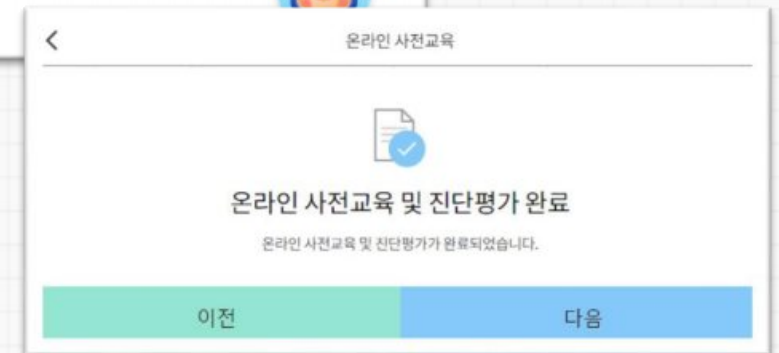 온라인 사전교육
온라인 사전교육 및 진단평가 완료
온라인 사전교육 및 진단평가가 완료되었습니다.
이전
다음